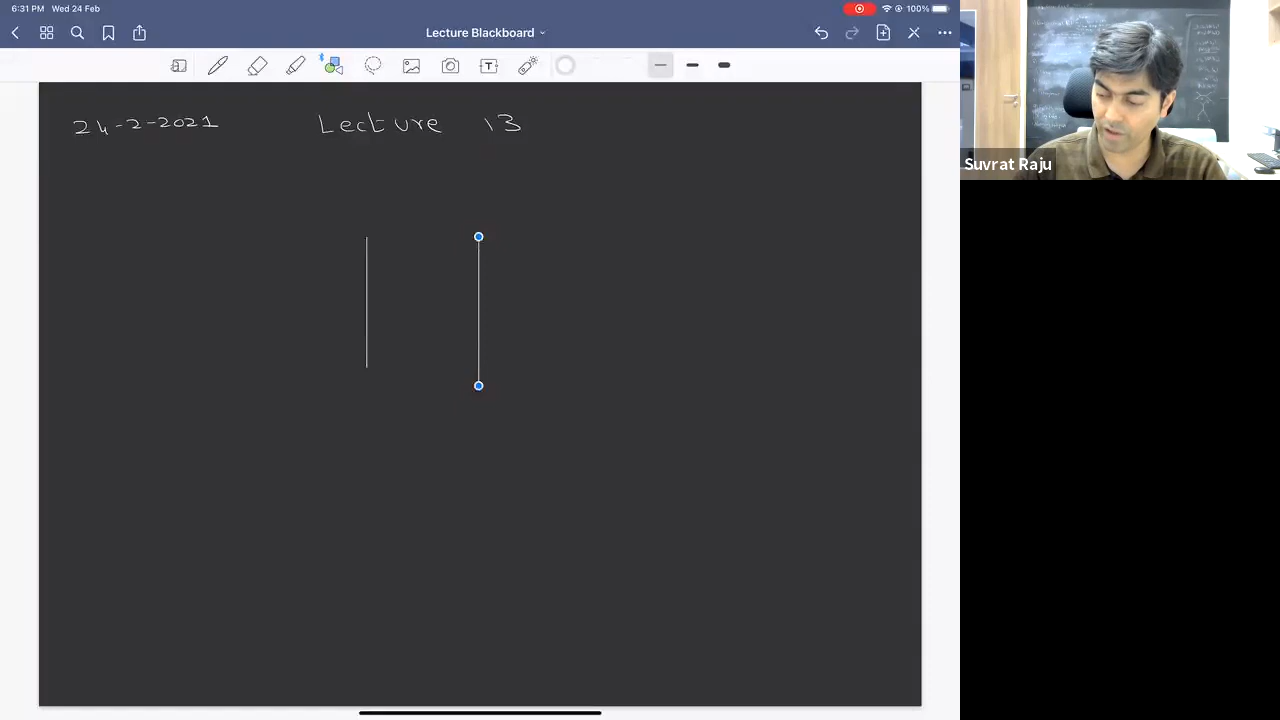 6:31 PM Wed 24 Feb
100%
Lecture Blackboard
T
24-2-2021 Lecture 13
Suvrat Raju